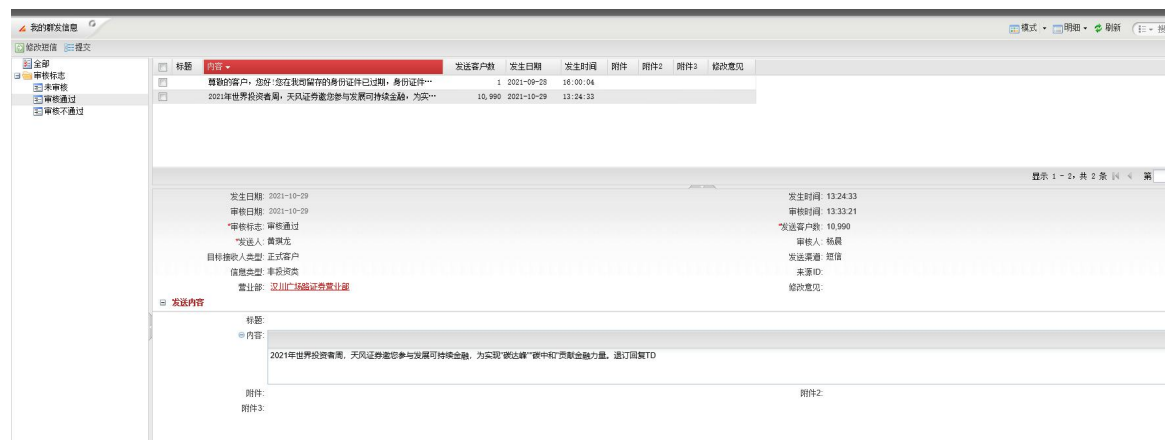 我的群发信息
模式 明细 刷新
修改短信 提交
全部
审核标志
未审核
审核通过
审核不通过
标题 内容 发送客户数 发生日期 发生时间 附件 附件2 附件3 修改意见
尊敬的客户，您好!您在我司留存的身份证件已过期，身份证件… 1 2021-09-28 16:00:04
2021年世界投资者周，天风证券邀您参与发展可持续金融，为实… 10,990 2021-10-29 13:24:33
显示 1 - 2，共 2 条 第
发生日期: 2021-10-29 发生时间: 13:24:33
审核日期: 2021-10-29 审核时间: 13:33:21
*审核标志: 审核通过 *发送客户数: 10,990
*发送人: 黄琪龙 审核人: 杨晨
目标接收人类型: 正式客户 发送渠道: 短信
信息类型: 非投资类 来源ID:
营业部: 汉川广场路证券营业部 修改意见:
发送内容
标题:
内容:
2021年世界投资者周，天风证券邀您参与发展可持续金融，为实现“碳达峰”“碳中和”贡献金融力量。退订回复TD
附件: 附件2:
附件3: